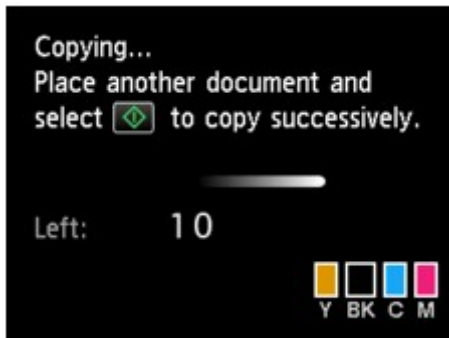 Copying...
Place another document and
select to copy successively.
Left: 10
Y BK C M